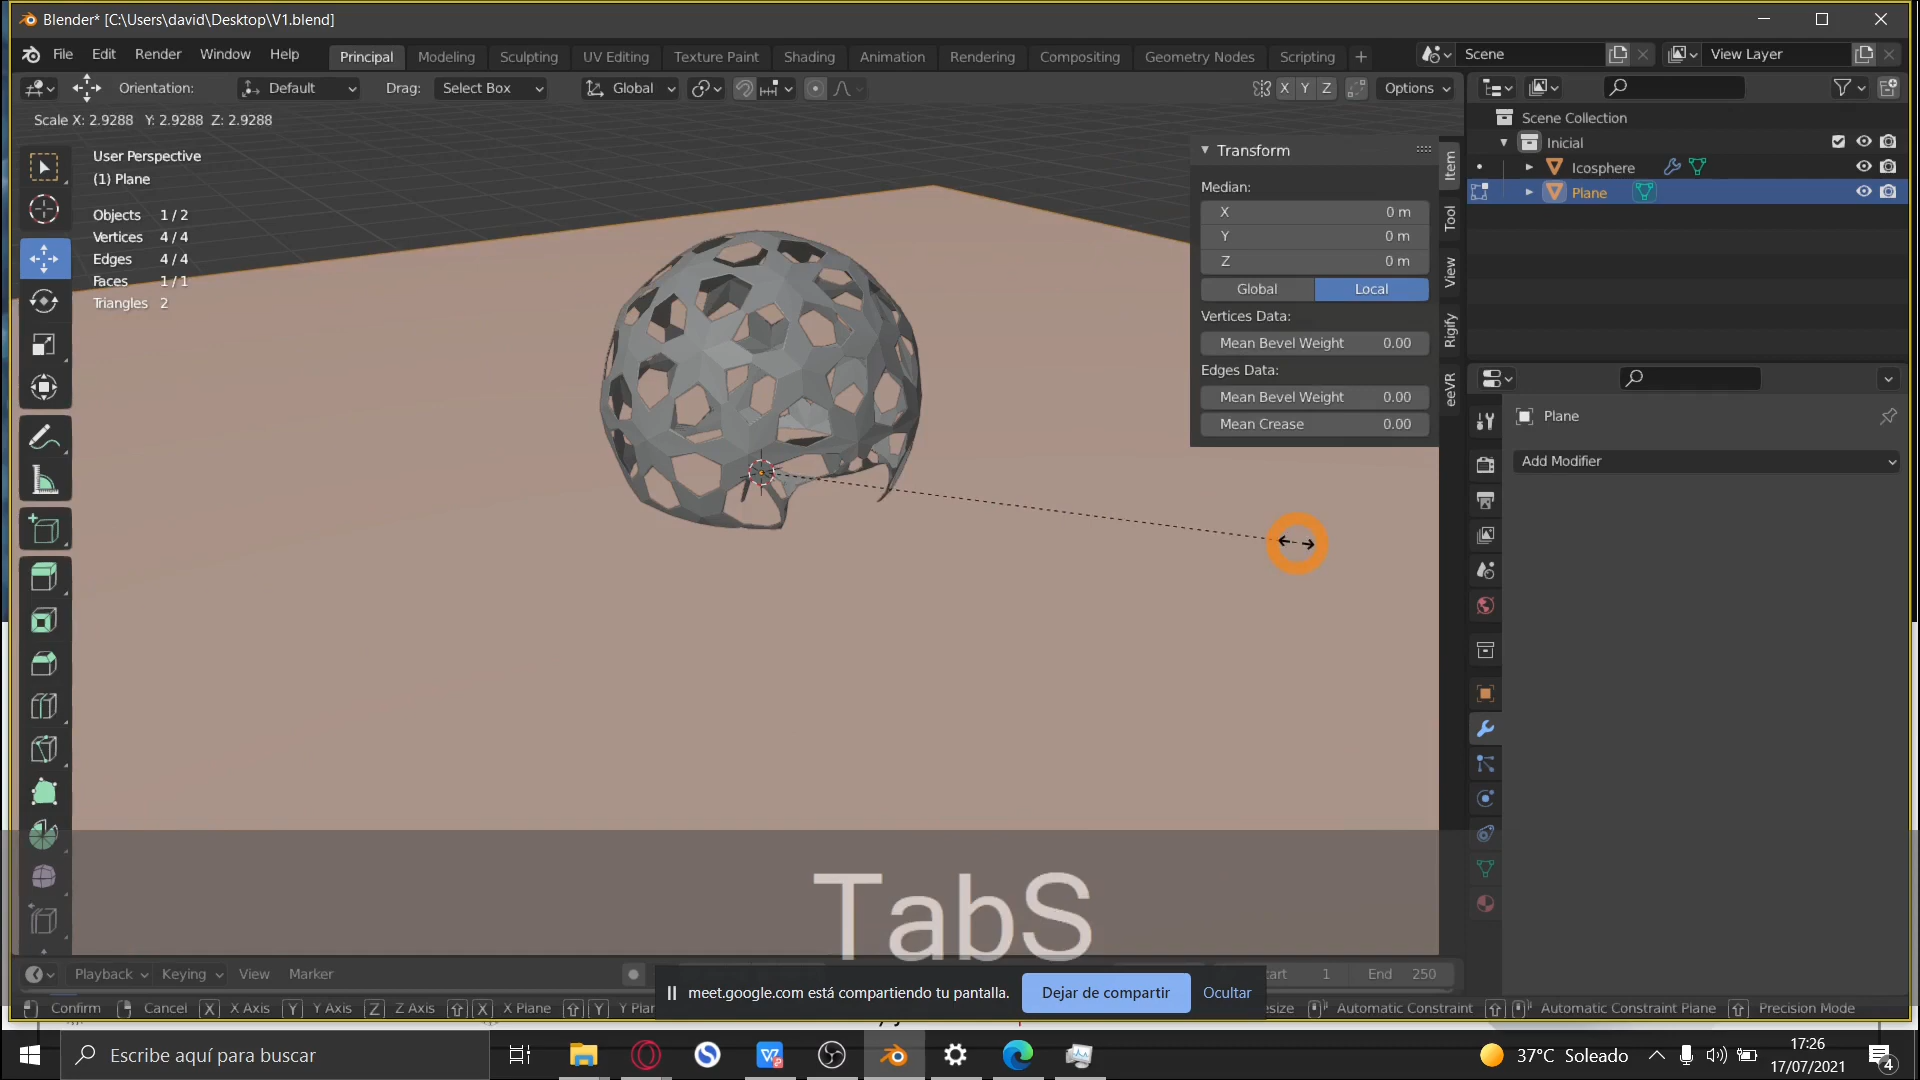 Blender* [C:\Users\david\Desktop\V1.blend]
File Edit Render Window Help
Principal Modeling Sculpting UV Editing Texture Paint Shading Animation Rendering Compositing Geometry Nodes Scripting +
Scene
View Layer
Orientation: Default Drag: Select Box Global X Y Z Options
Scale X: 2.9288 Y: 2.9288 Z: 2.9288
User Perspective
(1) Plane
Objects 1 / 2
Vertices 4 / 4
Edges 4 / 4
Faces 1 / 1
Triangles 2
Transform
Median:
X 0 m
Y 0 m
Z 0 m
Global Local
Vertices Data:
Mean Bevel Weight 0.00
Edges Data:
Mean Bevel Weight 0.00
Mean Crease 0.00
Item
Tool
View
Rigify
eeVR
Scene Collection
Inicial
Icosphere
Plane
Plane
Add Modifier
TabS
Playback Keying View Marker
1 End 250
meet.google.com está compartiendo tu pantalla. Dejar de compartir Ocultar
Confirm Cancel X X Axis Y Y Axis Z Z Axis X X Plane Y Y
Automatic Constraint Automatic Constraint Plane Precision Mode
Escribe aquí para buscar
37°C Soleado
17:26
17/07/2021
4